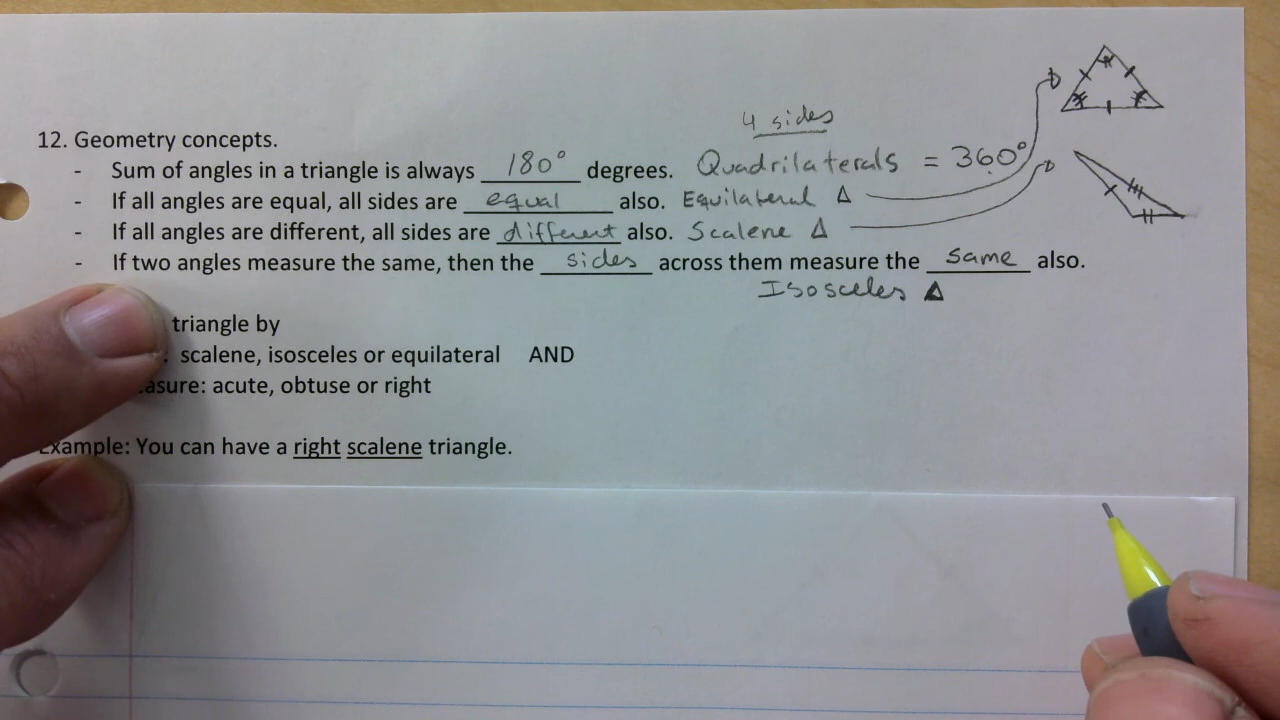 4 sides
12. Geometry concepts.
- Sum of angles in a triangle is always 180° degrees. Quadrilaterals = 360°
- If all angles are equal, all sides are equal also. Equilateral Δ
- If all angles are different, all sides are different also. Scalene Δ
- If two angles measure the same, then the sides across them measure the same also.
Isosceles Δ
triangle by
: scalene, isosceles or equilateral AND
asure: acute, obtuse or right
Example: You can have a right scalene triangle.